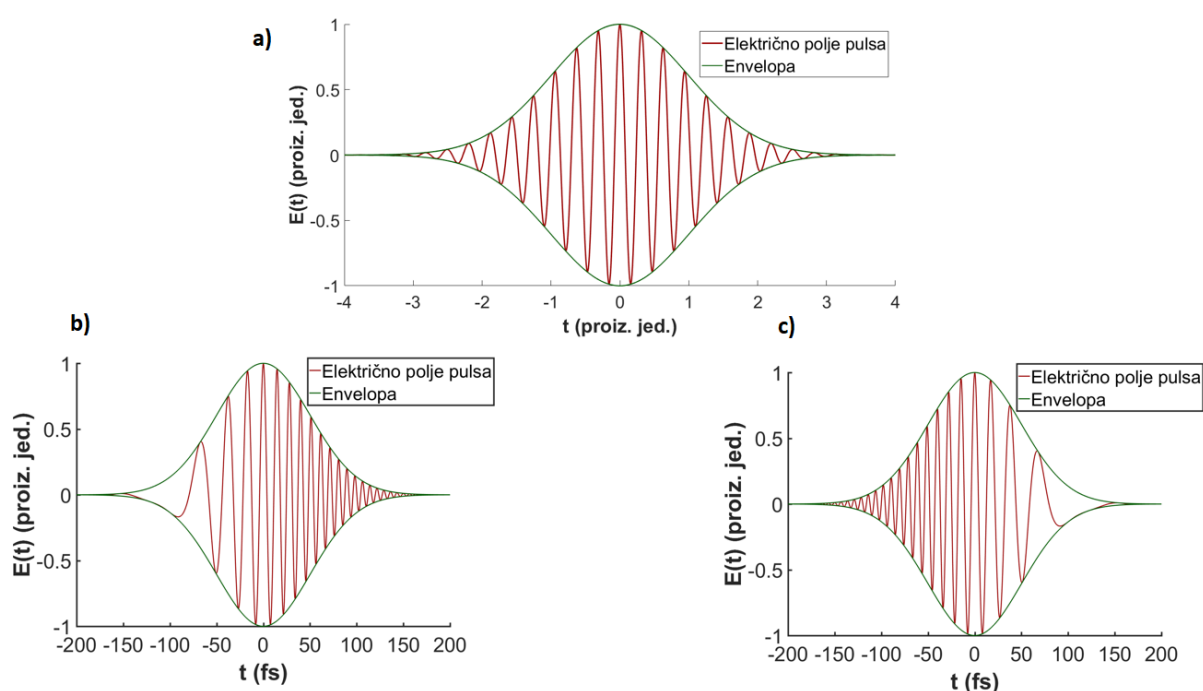 a)
Električno polje pulsa
Envelopa
1
0.5
0
-0.5
-1
E(t) (proiz. jed.)
-4 -3 -2 -1 0 1 2 3 4
t (proiz. jed.)
b)
Električno polje pulsa
Envelopa
1
0.5
0
-0.5
-1
E(t) (proiz. jed.)
-200 -150 -100 -50 0 50 100 150 200
t (fs)
c)
Električno polje pulsa
Envelopa
1
0.5
0
-0.5
-1
E(t) (proiz. jed.)
-200 -150 -100 -50 0 50 100 150 200
t (fs)